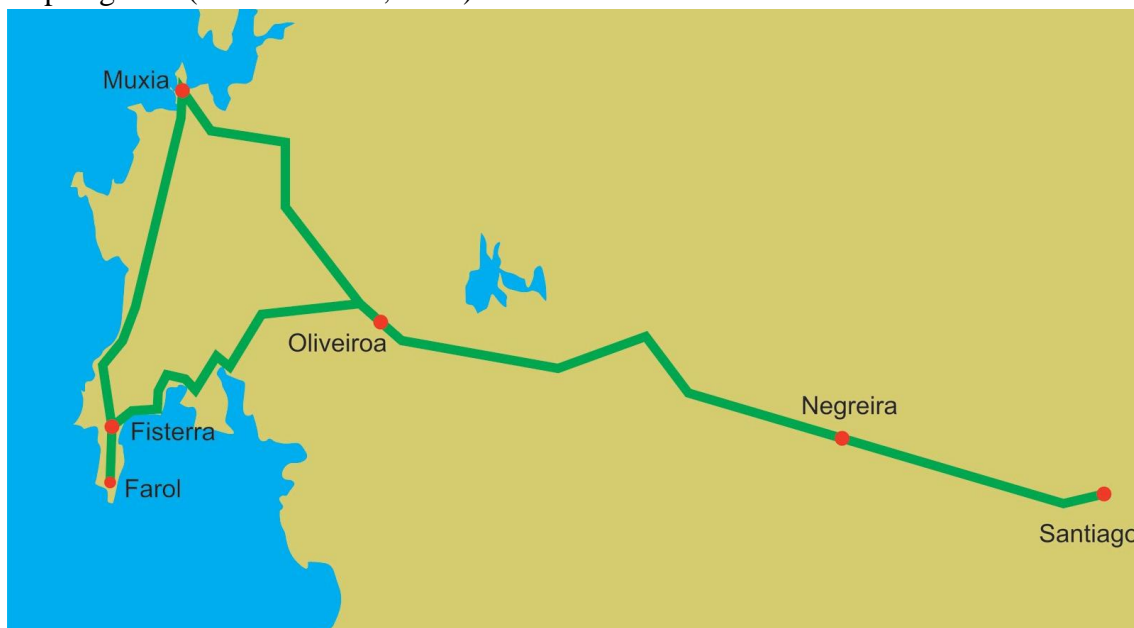 Muxia
Oliveiroa
Negreira
Fisterra
Farol
Santiago